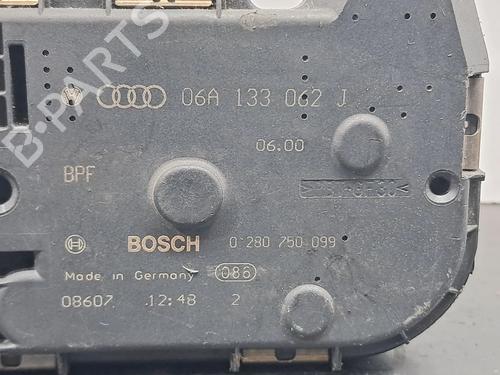 06A 133 062 J
06.00
BPF
BOSCH 0 280 750 099
Made in Germany 086
08607 12:48 2
B-PARTS